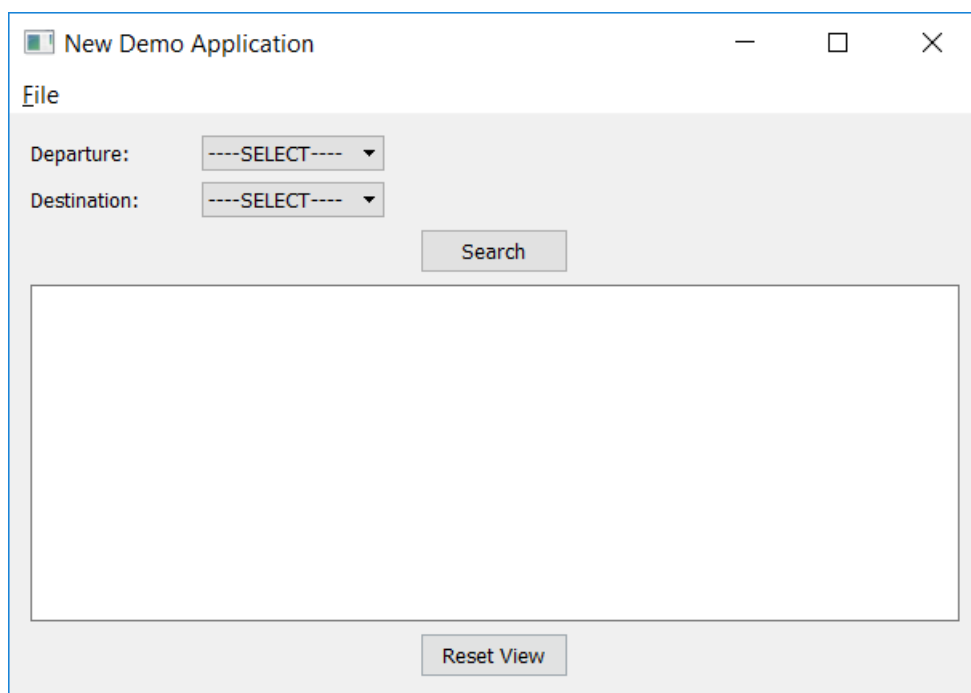 New Demo Application
File
Departure: ----SELECT----
Destination: ----SELECT----
Search
Reset View